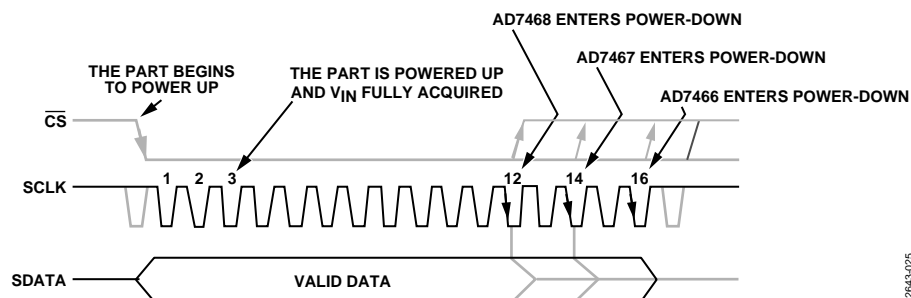 AD7468 ENTERS POWER-DOWN
AD7467 ENTERS POWER-DOWN
AD7466 ENTERS POWER-DOWN
THE PART BEGINS
TO POWER UP
THE PART IS POWERED UP
AND VIN FULLY ACQUIRED
CS
SCLK
1 2 3 12 14 16
SDATA
VALID DATA
2643-025